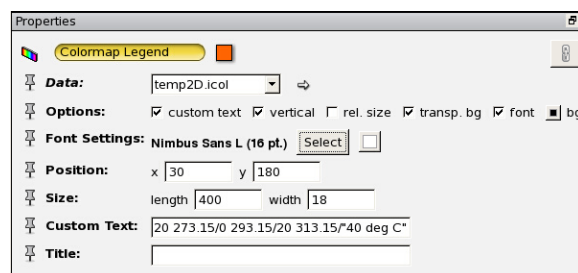 Properties
Colormap Legend
Data: temp2D.icol
Options: custom text vertical rel. size transp. bg font bg
Font Settings: Nimbus Sans L (16 pt.) Select
Position: x 30 y 180
Size: length 400 width 18
Custom Text: 20 273.15/0 293.15/20 313.15/"40 deg C"
Title: